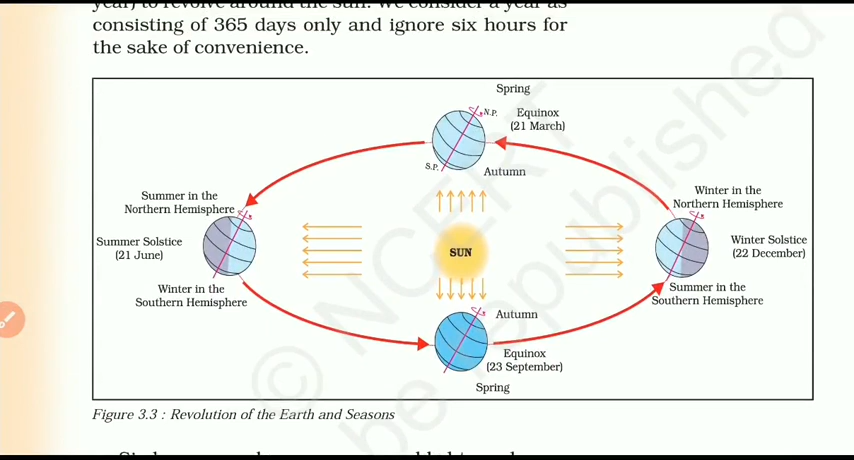 consisting of 365 days only and ignore six hours for
the sake of convenience.
Spring
N.P.
Equinox
(21 March)
S.P.
Autumn
Summer in the
Northern Hemisphere
Winter in the
Northern Hemisphere
Summer Solstice
(21 June)
SUN
Winter Solstice
(22 December)
Winter in the
Southern Hemisphere
Summer in the
Southern Hemisphere
Autumn
Equinox
(23 September)
Spring
Figure 3.3 : Revolution of the Earth and Seasons
© NCERT
be republished